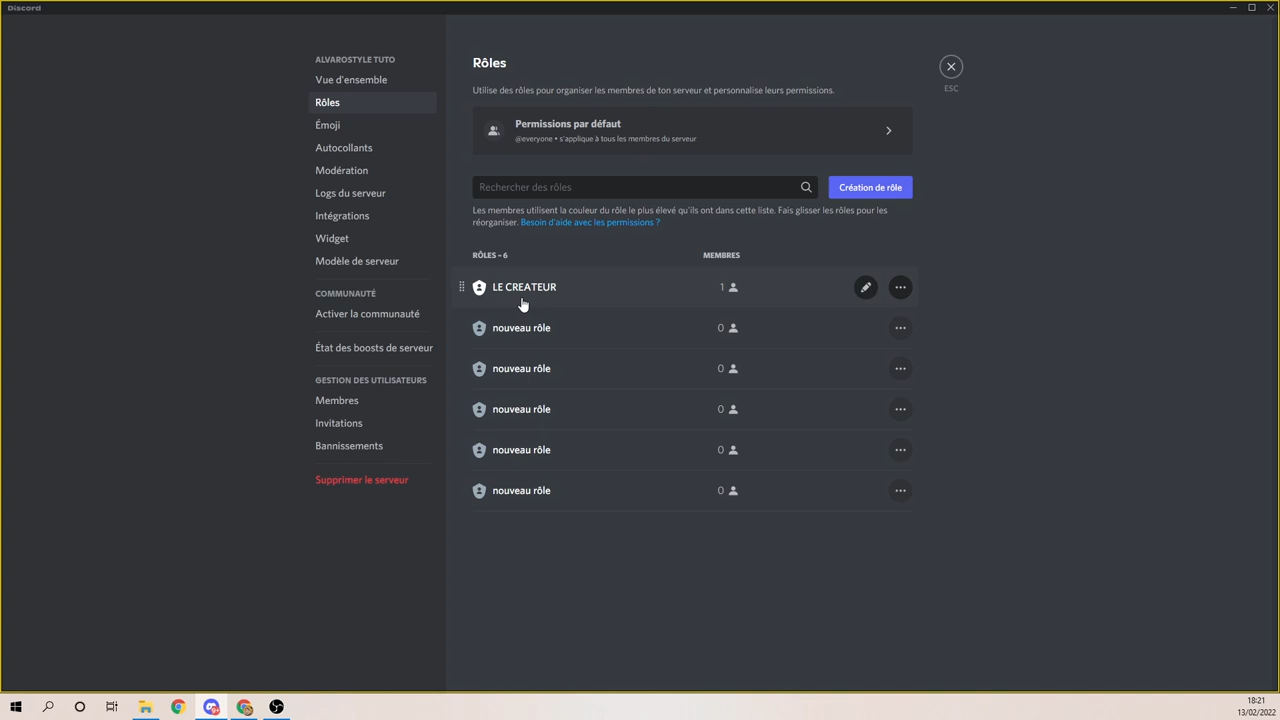 Discord
ALVAROSTYLE TUTO
Vue d'ensemble
Rôles
Émoji
Autocollants
Modération
Logs du serveur
Intégrations
Widget
Modèle de serveur
COMMUNAUTÉ
Activer la communauté
État des boosts de serveur
GESTION DES UTILISATEURS
Membres
Invitations
Bannissements
Supprimer le serveur
Rôles
Utilise des rôles pour organiser les membres de ton serveur et personnalise leurs permissions.
Permissions par défaut
@everyone • s'applique à tous les membres du serveur
Rechercher des rôles
Création de rôle
Les membres utilisent la couleur du rôle le plus élevé qu'ils ont dans cette liste. Fais glisser les rôles pour les
réorganiser. Besoin d'aide avec les permissions ?
RÔLES – 6 MEMBRES
LE CREATEUR 1
nouveau rôle 0
nouveau rôle 0
nouveau rôle 0
nouveau rôle 0
nouveau rôle 0
ESC
18:21
13/02/2022